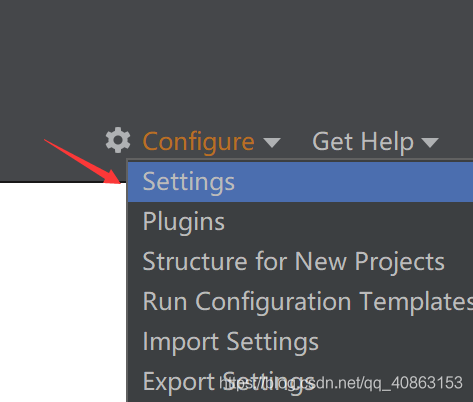 Configure Get Help
Settings
Plugins
Structure for New Projects
Run Configuration Templates
Import Settings
Export Settings
https://blog.csdn.net/qq_40863153